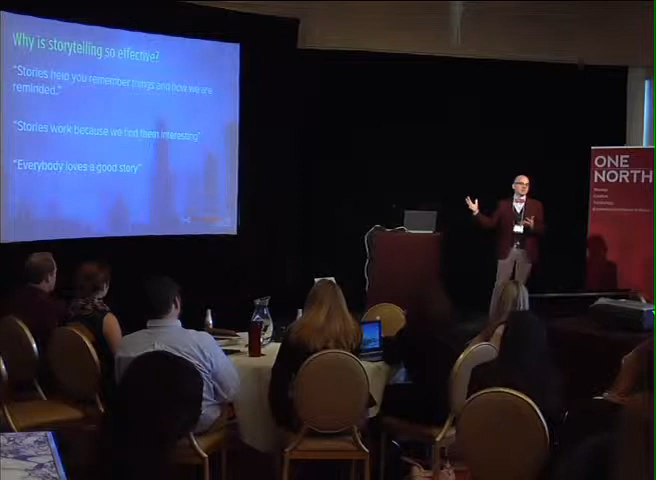 Why is storytelling so effective?
"Stories help you remember things and how we are
reminded."
"Stories work because we find them interesting"
"Everybody loves a good story"
ONE
NORTH